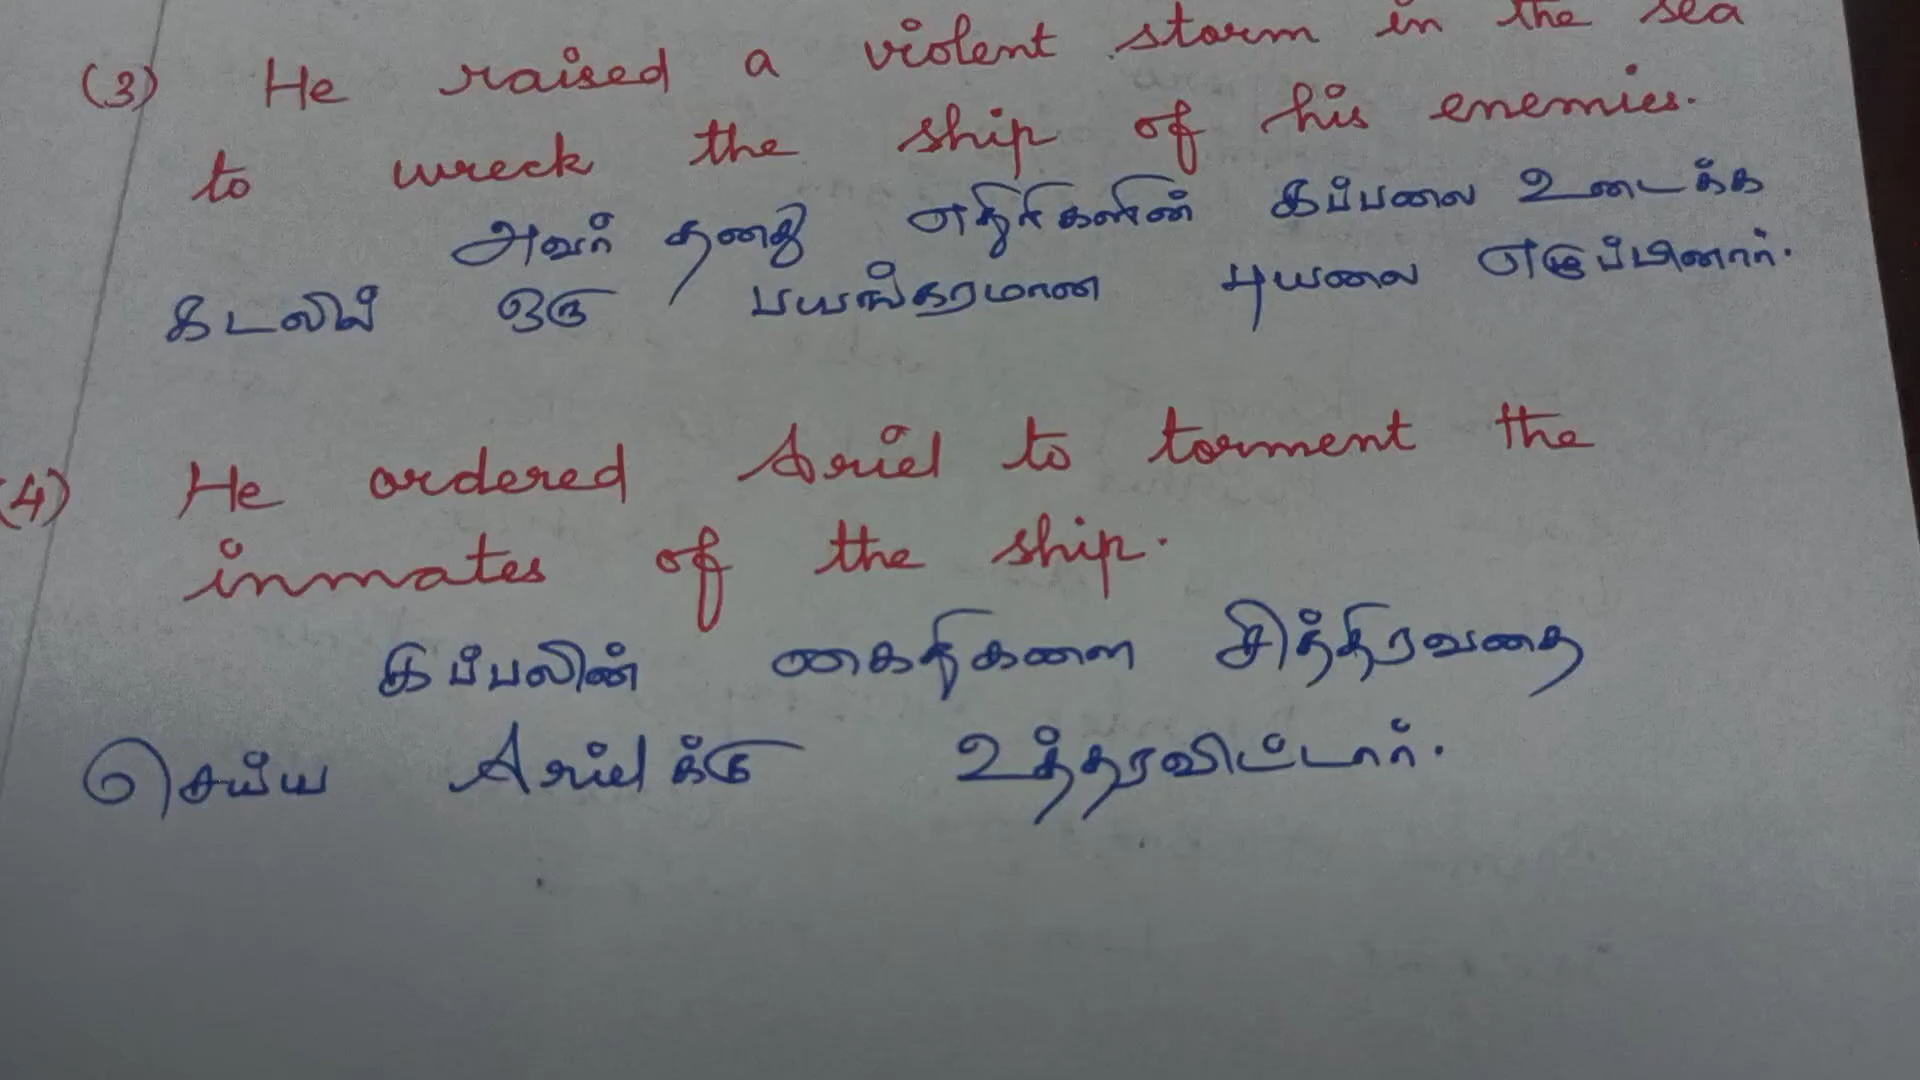 (3) He raised a violent storm in the sea
to wreck the ship of his enemies.
அவர் தனது எதிரிகளின் கப்பலை உடைக்க
கடலில் ஒரு பயங்கரமான புயலை எழுப்பினார்.
(4) He ordered Ariel to torment the
inmates of the ship.
கப்பலின் கைதிகளை சித்திரவதை
செய்ய Arielக்கு உத்தரவிட்டார்.